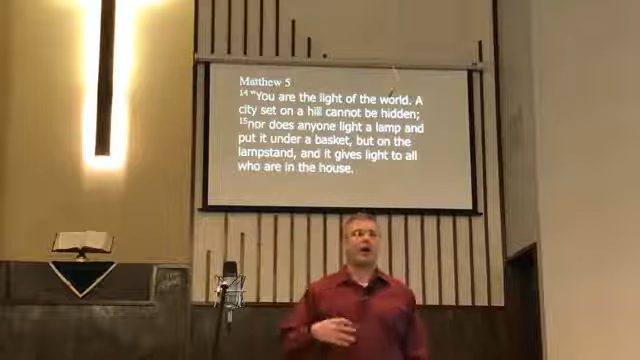 Matthew 5
14 "You are the light of the world. A
city set on a hill cannot be hidden;
15nor does anyone light a lamp and
put it under a basket, but on the
lampstand, and it gives light to all
who are in the house.